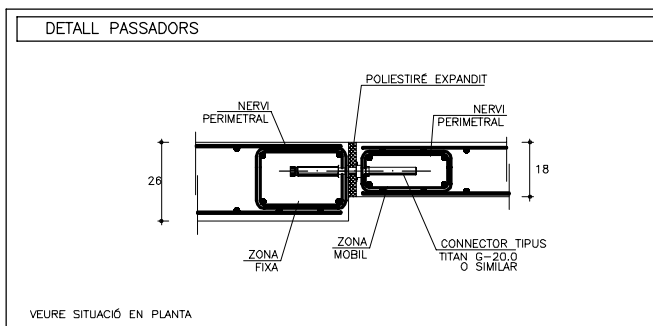 DETALL PASSADORS
POLIESTIRÉ EXPANDIT
NERVI
PERIMETRAL
NERVI
PERIMETRAL
26
18
ZONA
FIXA
ZONA
MOBIL
CONNECTOR TIPUS
TITAN G-20.0
O SIMILAR
VEURE SITUACIÓ EN PLANTA